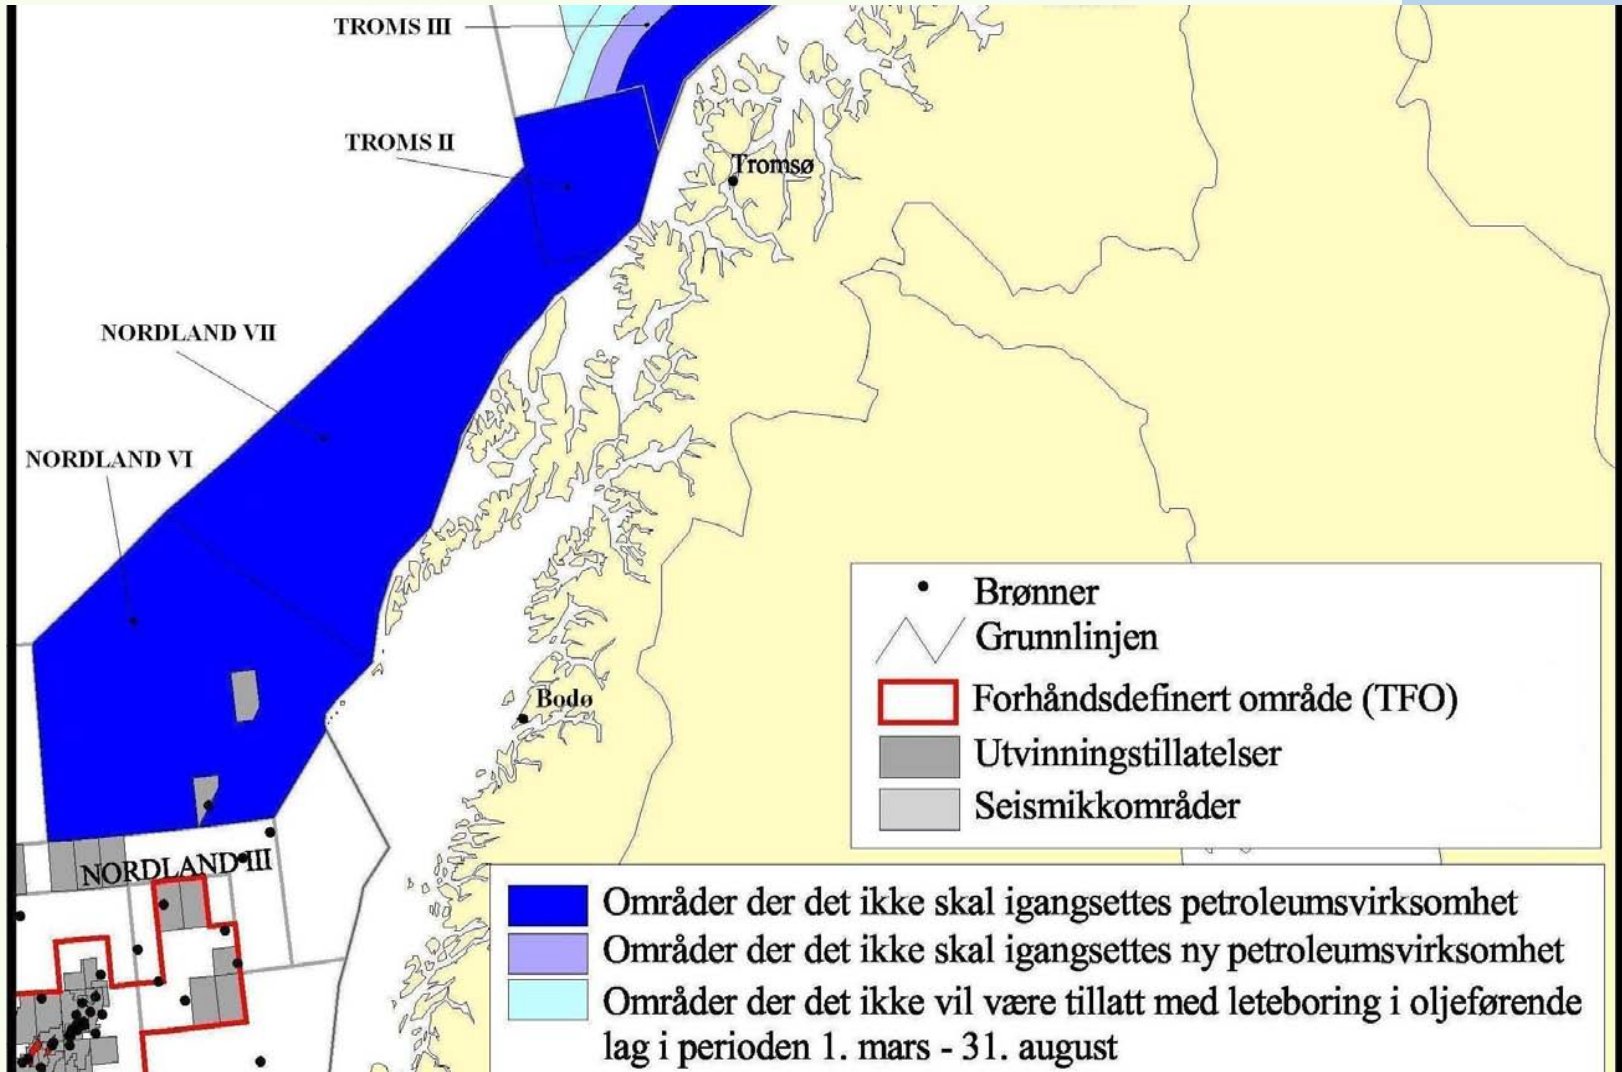 TROMS III
TROMS II
Tromsø
NORDLAND VII
NORDLAND VI
Bodø
NORDLAND III
Brønner
Grunnlinjen
Forhåndsdefinert område (TFO)
Utvinningstillatelser
Seismikkområder
Områder der det ikke skal igangsettes petroleumsvirksomhet
Områder der det ikke skal igangsettes ny petroleumsvirksomhet
Områder der det ikke vil være tillatt med leteboring i oljeførende
lag i perioden 1. mars - 31. august